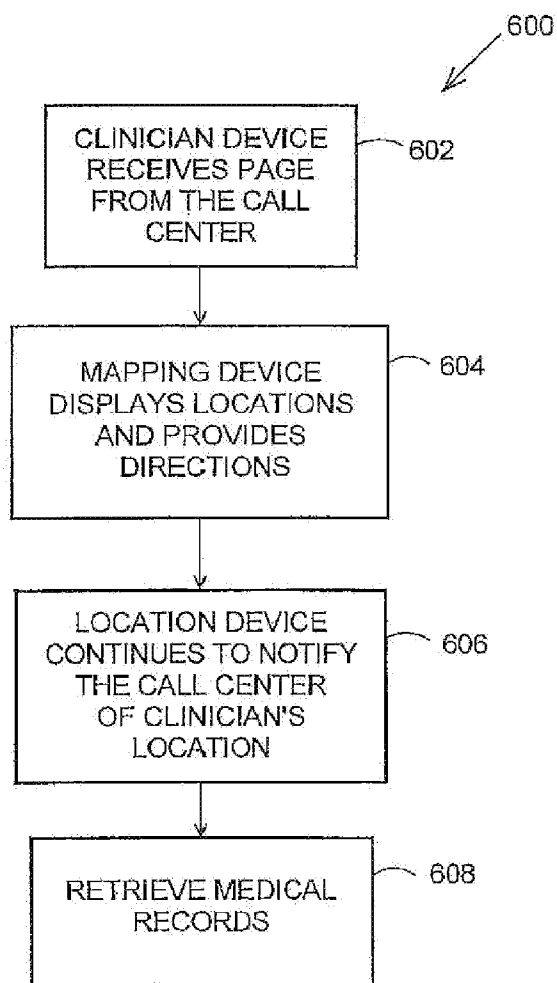 600
CLINICIAN DEVICE
RECEIVES PAGE
FROM THE CALL
CENTER
602
MAPPING DEVICE
DISPLAYS LOCATIONS
AND PROVIDES
DIRECTIONS
604
LOCATION DEVICE
CONTINUES TO NOTIFY
THE CALL CENTER
OF CLINICIAN'S
LOCATION
606
RETRIEVE MEDICAL
RECORDS
608